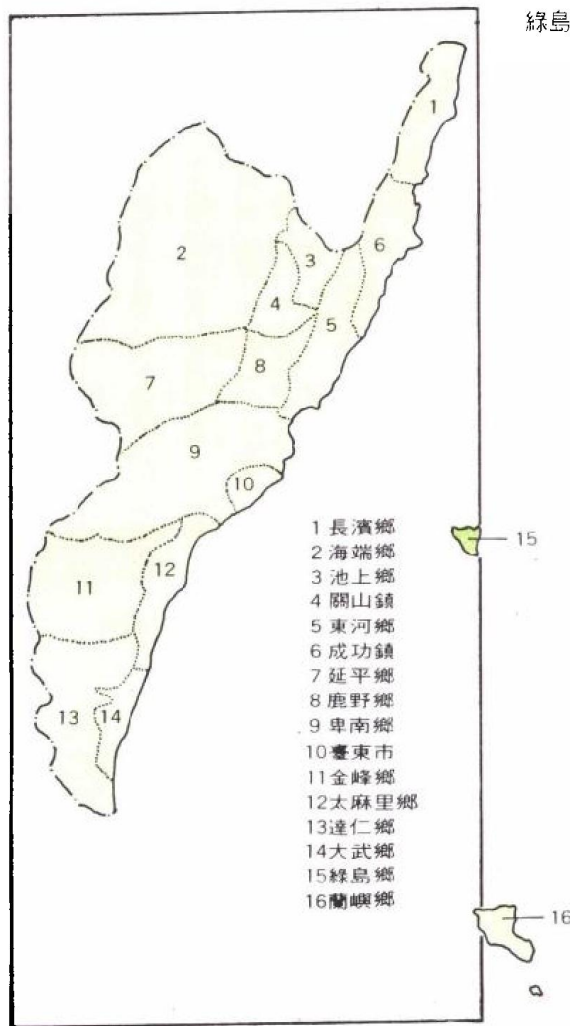 綠島
1
2
3
4
5
6
7
8
9
10
11
12
13
14
15
16
1 長濱鄉
2 海端鄉
3 池上鄉
4 關山鎮
5 東河鄉
6 成功鎮
7 延平鄉
8 鹿野鄉
9 卑南鄉
10 臺東市
11 金峰鄉
12 太麻里鄉
13 達仁鄉
14 大武鄉
15 綠島鄉
16 蘭嶼鄉